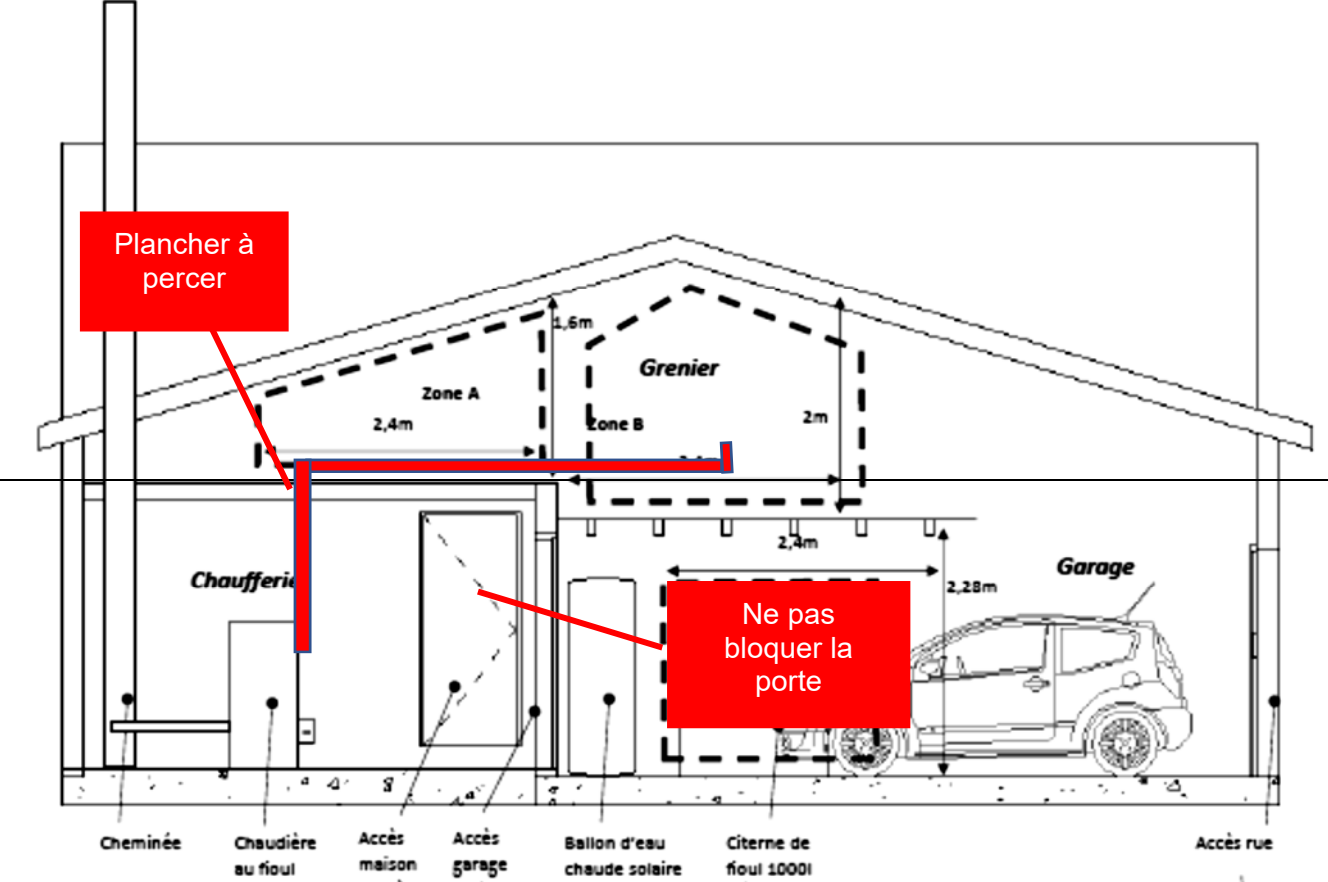 Plancher à
percer
1,6m
Grenier
Zone A
2,4m
Zone B
2m
2,4m
Chaufferie
Garage
2,28m
Ne pas
bloquer la
porte
Cheminée
Chaudière
au fioul
Accès
maison
Accès
garage
Ballon d'eau
chaude solaire
Citerne de
fioul 1000l
Accès rue